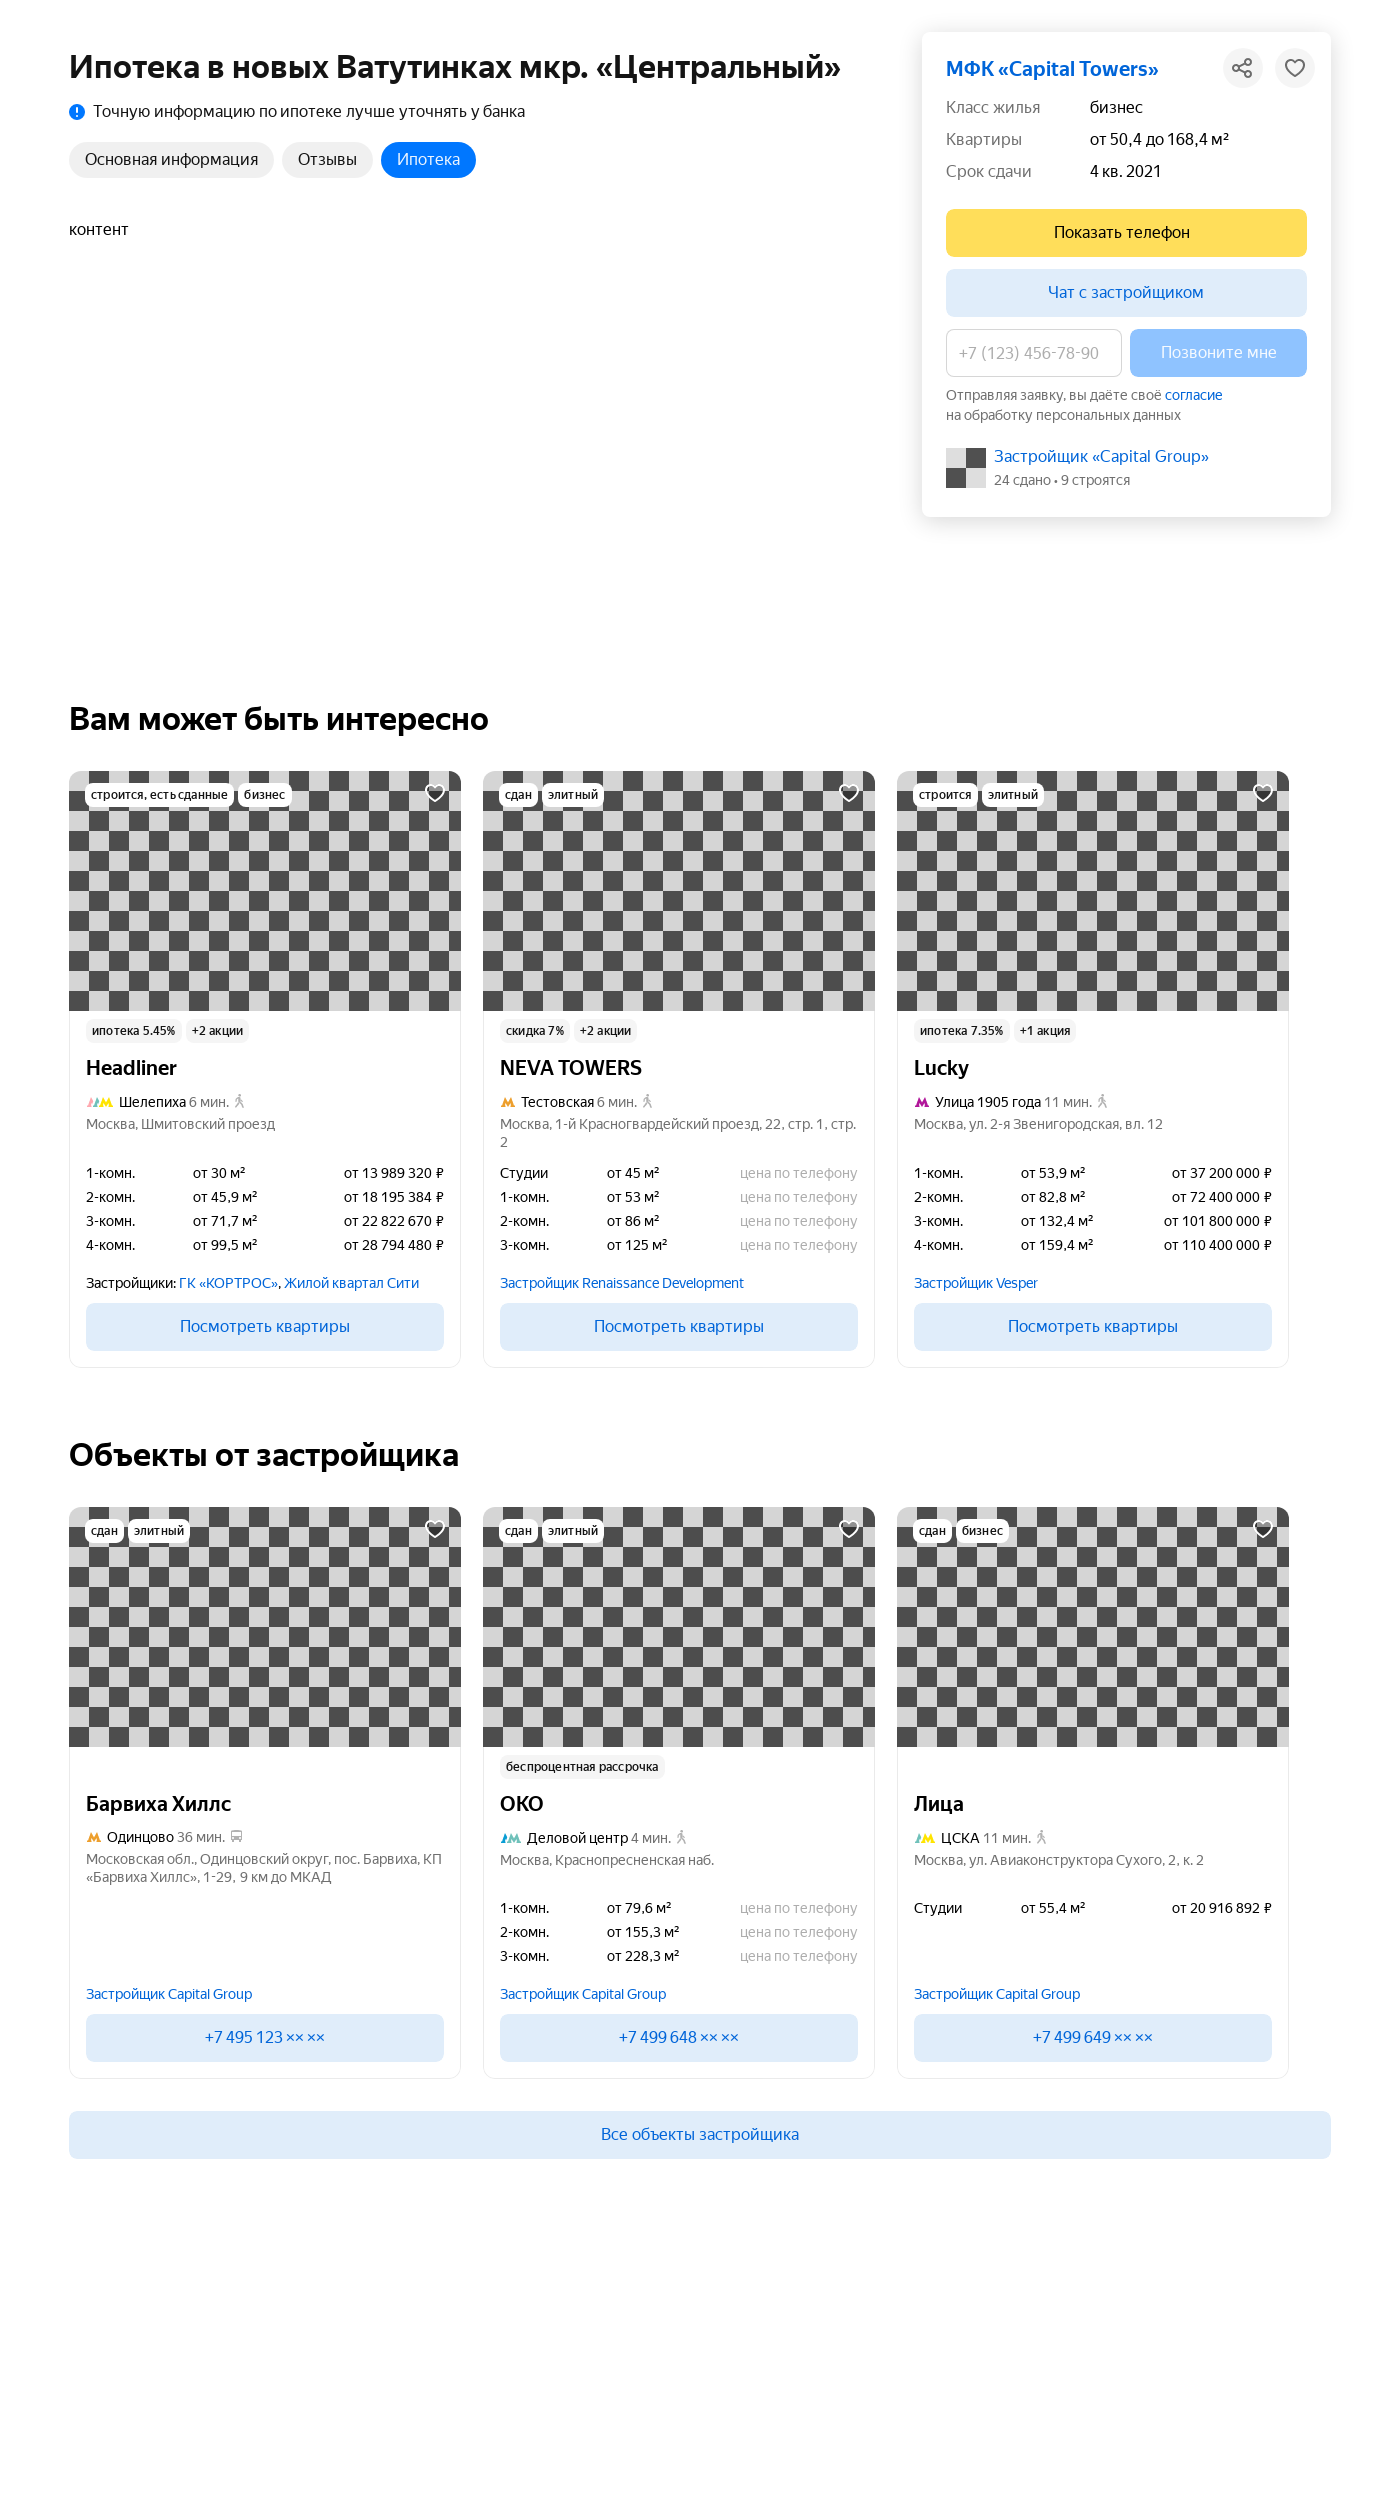 Ипотека в новых Ватутинках мкр. «Центральный»
Точную информацию по ипотеке лучше уточнять у банка
Основная информация
Отзывы
Ипотека
контент
МФК «Capital Towers»
Класс жилья бизнес
Квартиры от 50,4 до 168,4 м²
Срок сдачи 4 кв. 2021
Показать телефон
Чат с застройщиком
+7 (123) 456-78-90
Позвоните мне
Отправляя заявку, вы даёте своё согласие
на обработку персональных данных
Застройщик «Capital Group»
24 сдано • 9 строятся
Вам может быть интересно
строится, есть сданные
бизнес
ипотека 5.45%
+2 акции
Headliner
Шелепиха 6 мин.
Москва, Шмитовский проезд
1-комн. от 30 м² от 13 989 320 ₽
2-комн. от 45,9 м² от 18 195 384 ₽
3-комн. от 71,7 м² от 22 822 670 ₽
4-комн. от 99,5 м² от 28 794 480 ₽
Застройщики: ГК «КОРТРОС», Жилой квартал Сити
Посмотреть квартиры
сдан
элитный
скидка 7%
+2 акции
NEVA TOWERS
Тестовская 6 мин.
Москва, 1-й Красногвардейский проезд, 22, стр. 1, стр.
2
Студии от 45 м² цена по телефону
1-комн. от 53 м² цена по телефону
2-комн. от 86 м² цена по телефону
3-комн. от 125 м² цена по телефону
Застройщик Renaissance Development
Посмотреть квартиры
строится
элитный
ипотека 7.35%
+1 акция
Lucky
Улица 1905 года 11 мин.
Москва, ул. 2-я Звенигородская, вл. 12
1-комн. от 53,9 м² от 37 200 000 ₽
2-комн. от 82,8 м² от 72 400 000 ₽
3-комн. от 132,4 м² от 101 800 000 ₽
4-комн. от 159,4 м² от 110 400 000 ₽
Застройщик Vesper
Посмотреть квартиры
Объекты от застройщика
сдан
элитный
Барвиха Хиллс
Одинцово 36 мин.
Московская обл., Одинцовский округ, пос. Барвиха, КП
«Барвиха Хиллс», 1-29, 9 км до МКАД
Застройщик Capital Group
+7 495 123 ×× ××
сдан
элитный
беспроцентная рассрочка
ОКО
Деловой центр 4 мин.
Москва, Краснопресненская наб.
1-комн. от 79,6 м² цена по телефону
2-комн. от 155,3 м² цена по телефону
3-комн. от 228,3 м² цена по телефону
Застройщик Capital Group
+7 499 648 ×× ××
сдан
бизнес
Лица
ЦСКА 11 мин.
Москва, ул. Авиаконструктора Сухого, 2, к. 2
Студии от 55,4 м² от 20 916 892 ₽
Застройщик Capital Group
+7 499 649 ×× ××
Все объекты застройщика